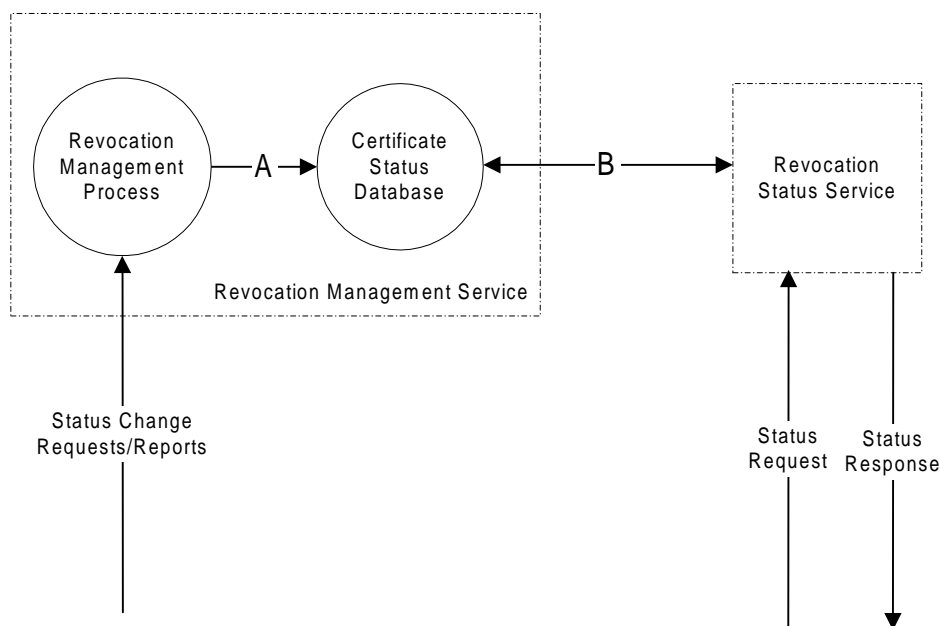 Revocation
Management
Process
A
Certificate
Status
Database
B
Revocation
Status Service
Revocation Management Service
Status Change
Requests/Reports
Status
Request
Status
Response